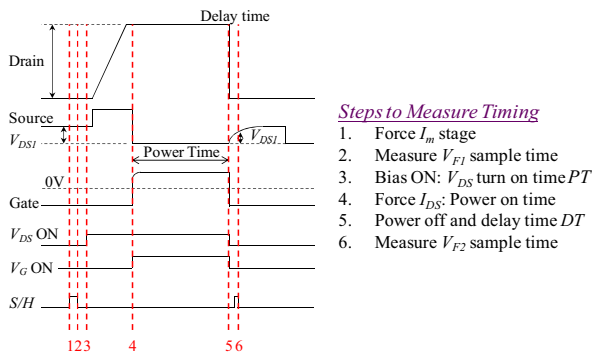 Delay time
Drain
Source
V_DS1
V_DS1
Power Time
0V
Gate
V_DS ON
V_G ON
S/H
1 2 3 4 5 6
Steps to Measure Timing
1. Force I_m stage
2. Measure V_F1 sample time
3. Bias ON: V_DS turn on time PT
4. Force I_DS: Power on time
5. Power off and delay time DT
6. Measure V_F2 sample time